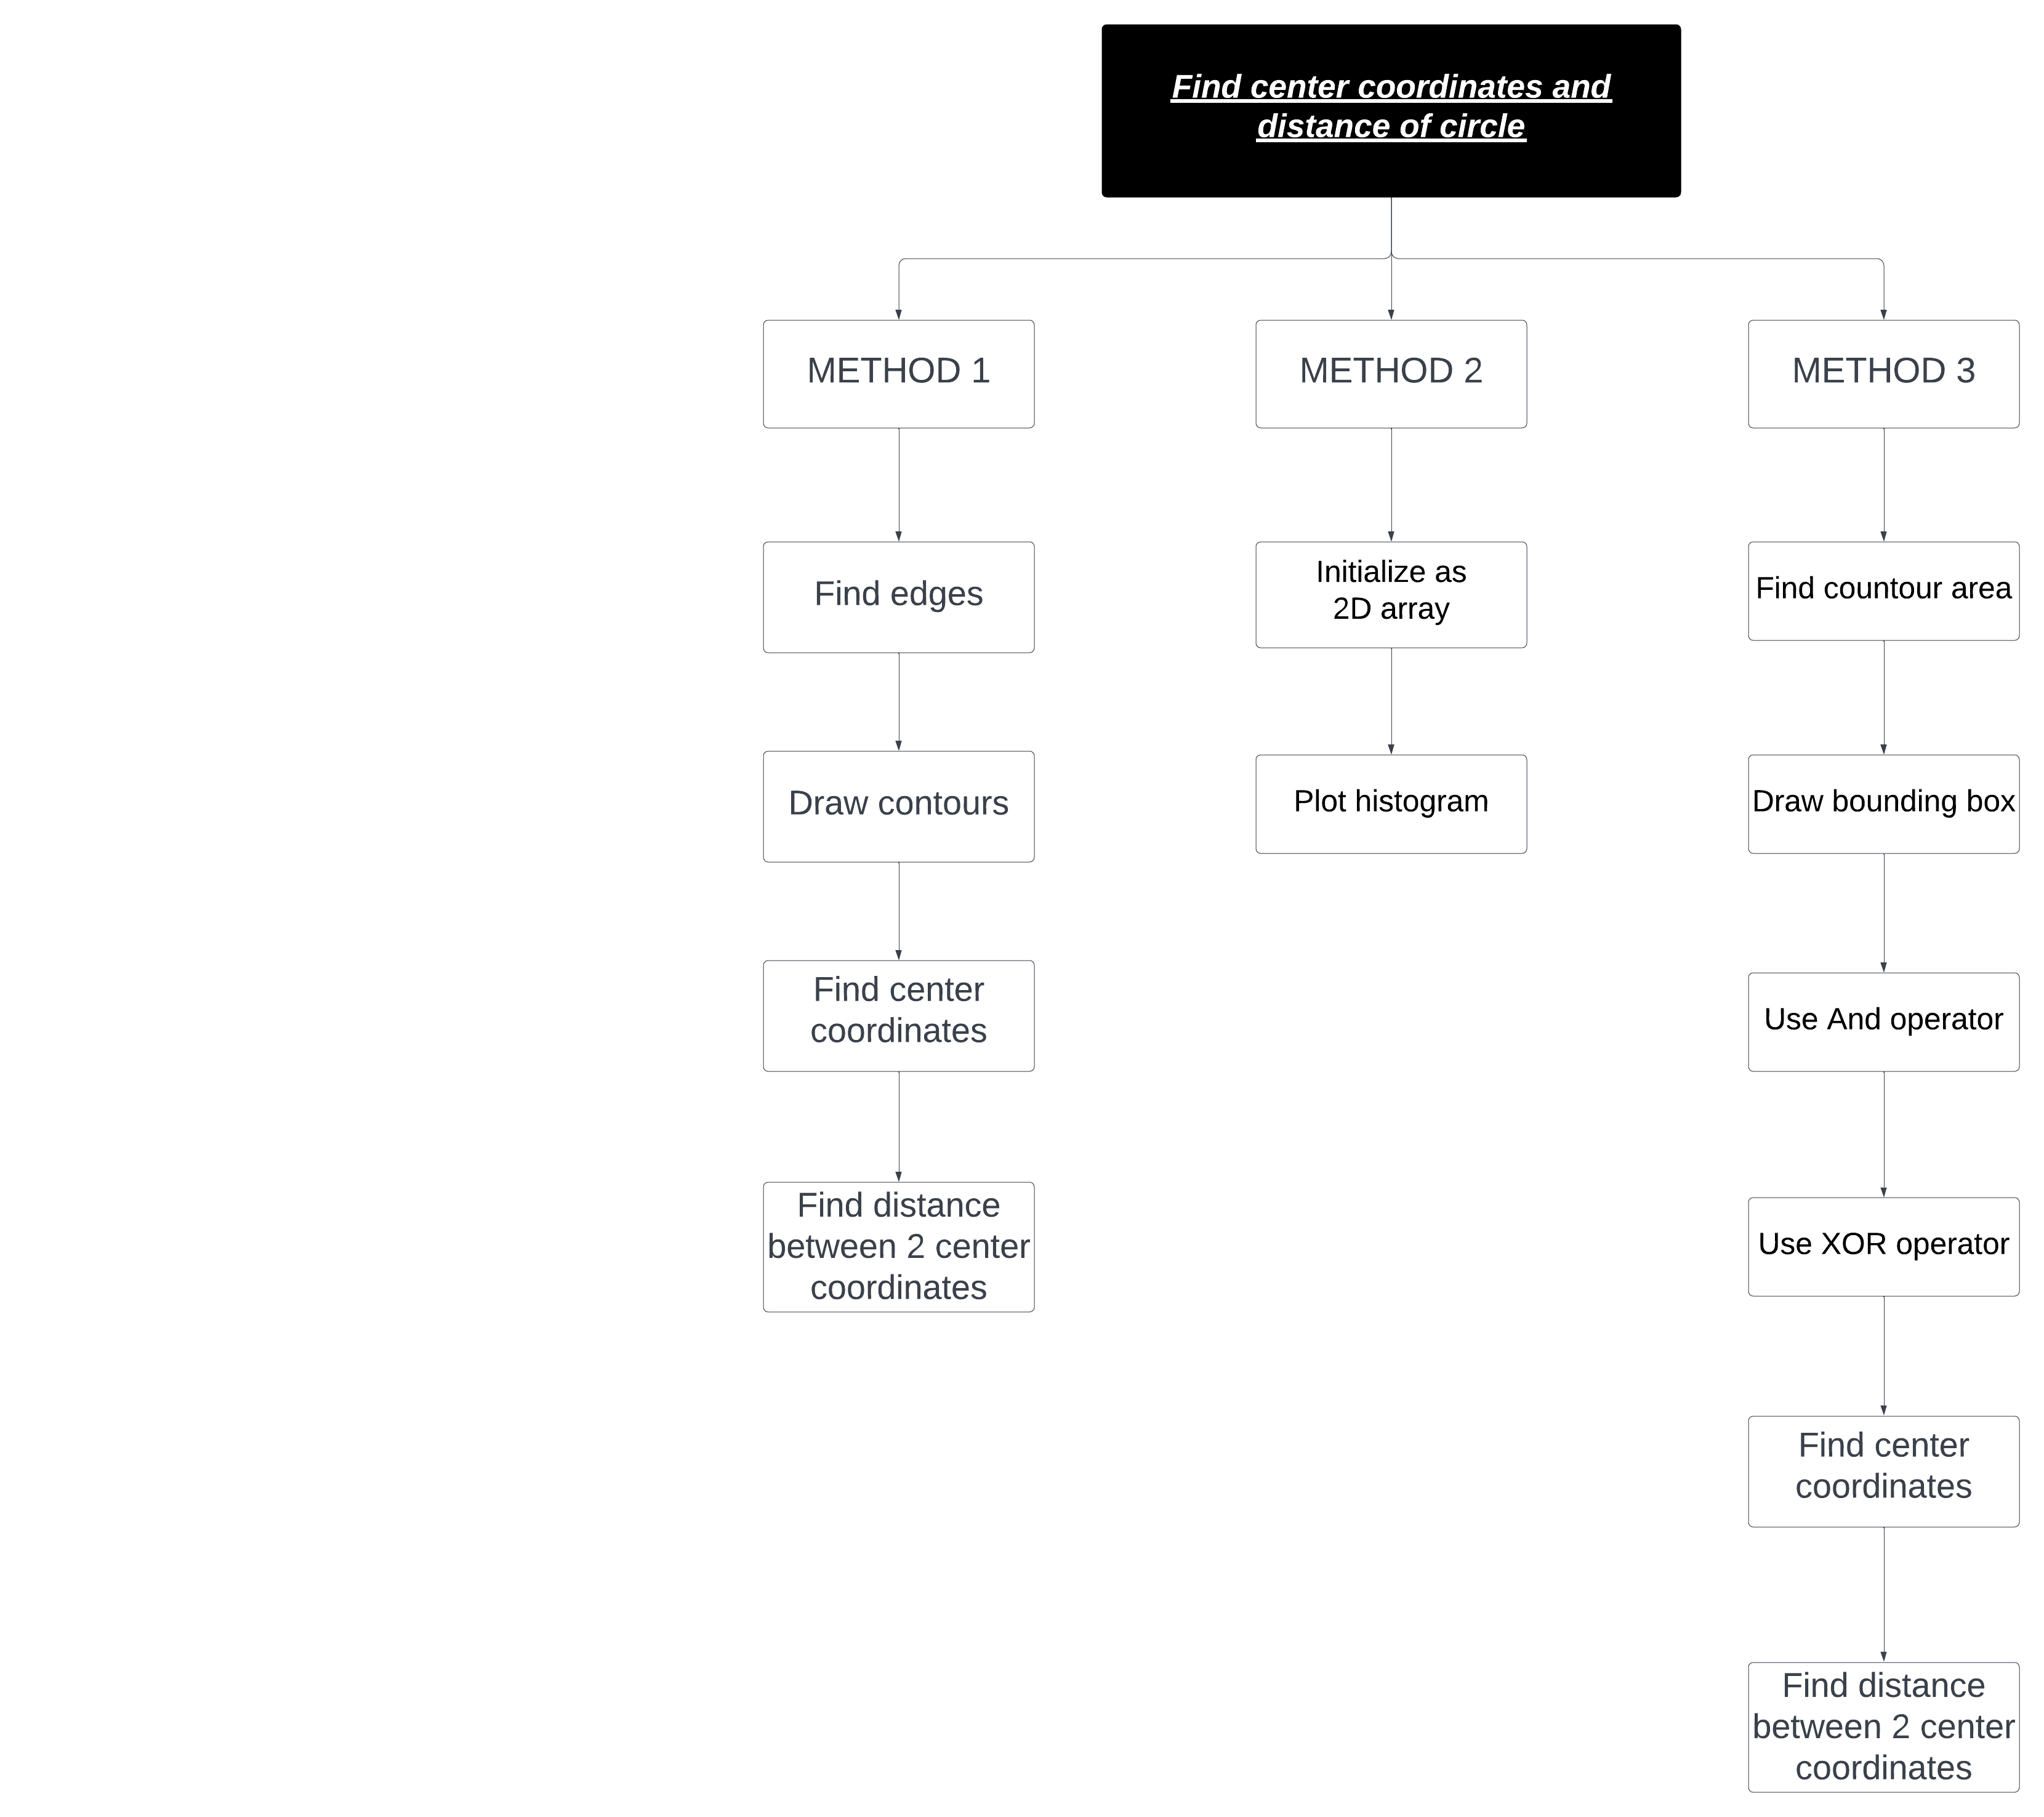 Find center coordinates and
distance of circle
METHOD 1
METHOD 2
METHOD 3
Find edges
Draw contours
Find center
coordinates
Find distance
between 2 center
coordinates
Initialize as
2D array
Plot histogram
Find countour area
Draw bounding box
Use And operator
Use XOR operator
Find center
coordinates
Find distance
between 2 center
coordinates